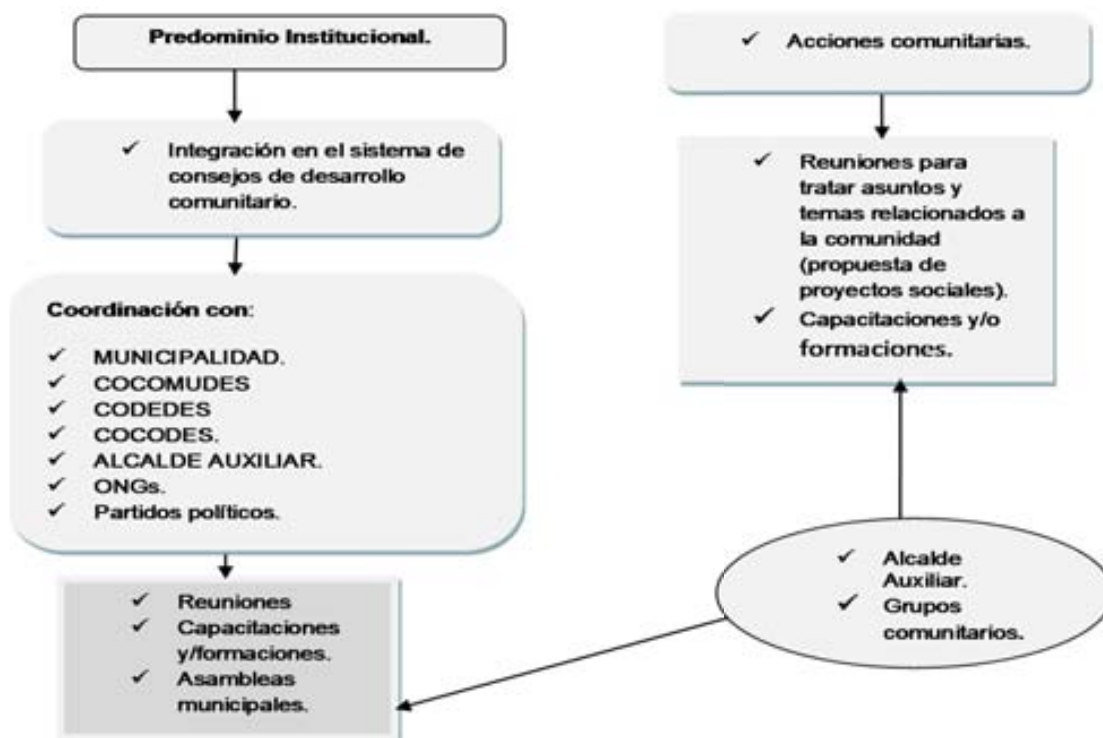 Predominio Institucional.
✓ Integración en el sistema de
consejos de desarrollo
comunitario.
Coordinación con:
✓ MUNICIPALIDAD.
✓ COCOMUDES
✓ CODEDES
✓ COCODES.
✓ ALCALDE AUXILIAR.
✓ ONGs.
✓ Partidos políticos.
✓ Reuniones
✓ Capacitaciones
y/formaciones.
✓ Asambleas
municipales.
✓ Acciones comunitarias.
✓ Reuniones para
tratar asuntos y
temas relacionados a
la comunidad
(propuesta de
proyectos sociales).
✓ Capacitaciones y/o
formaciones.
✓ Alcalde
Auxiliar.
✓ Grupos
comunitarios.